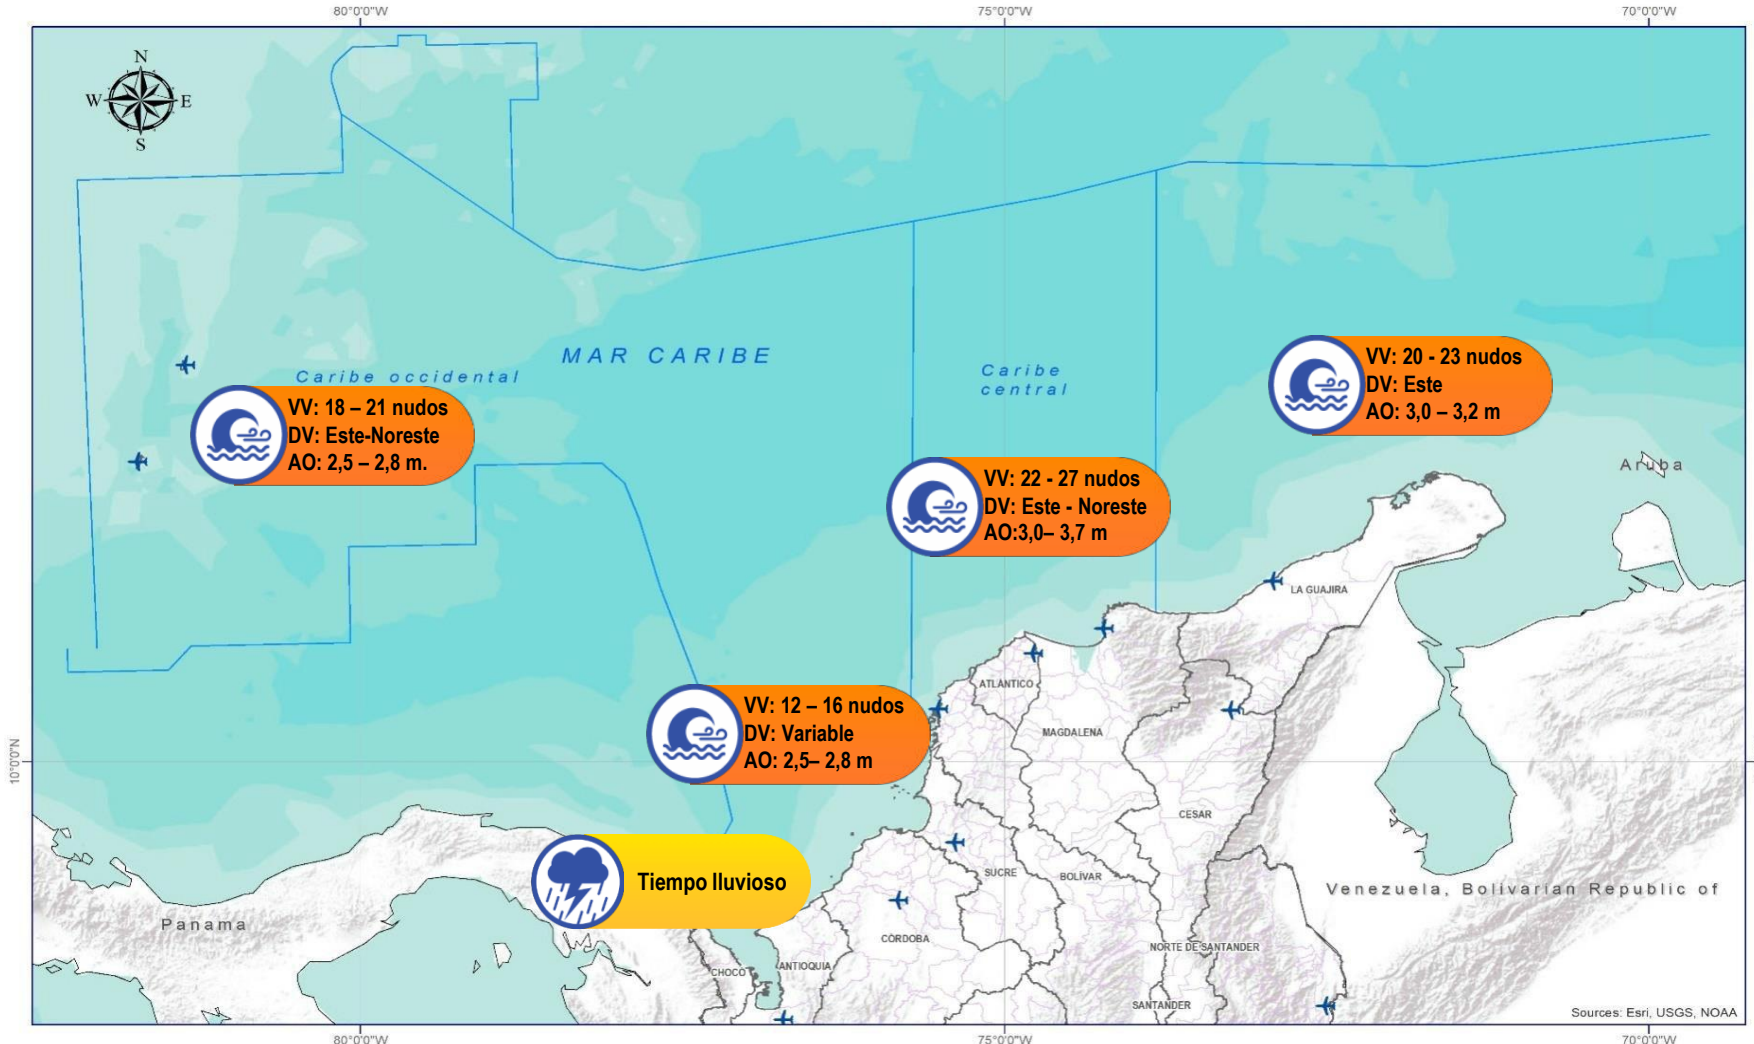 80°0'0"W
75°0'0"W
70°0'0"W
N
W
E
S
MAR CARIBE
Caribe occidental
Caribe
central
VV: 18 – 21 nudos
DV: Este-Noreste
AO: 2,5 – 2,8 m.
VV: 20 - 23 nudos
DV: Este
AO: 3,0 – 3,2 m
VV: 22 - 27 nudos
DV: Este - Noreste
AO:3,0– 3,7 m
Aruba
LA GUAJIRA
VV: 12 – 16 nudos
DV: Variable
AO: 2,5– 2,8 m
ATLÁNTICO
MAGDALENA
10°0'0"N
CESAR
Tiempo lluvioso
SUCRE
BOLÍVAR
Venezuela, Bolivarian Republic of
Panama
CÓRDOBA
NORTE DE SANTANDER
CHOCO
ANTIOQUIA
SANTANDER
Sources: Esri, USGS, NOAA
80°0'0"W
75°0'0"W
70°0'0"W